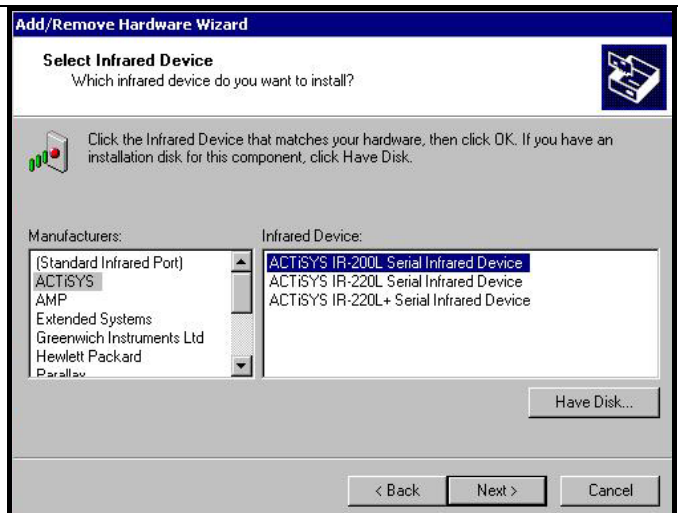 Add/Remove Hardware Wizard
Select Infrared Device
Which infrared device do you want to install?
Click the Infrared Device that matches your hardware, then click OK. If you have an
installation disk for this component, click Have Disk.
Manufacturers:
(Standard Infrared Port)
ACTiSYS
AMP
Extended Systems
Greenwich Instruments Ltd
Hewlett Packard
Parallax
Infrared Device:
ACTiSYS IR-200L Serial Infrared Device
ACTiSYS IR-220L Serial Infrared Device
ACTiSYS IR-220L+ Serial Infrared Device
Have Disk...
< Back
Next >
Cancel